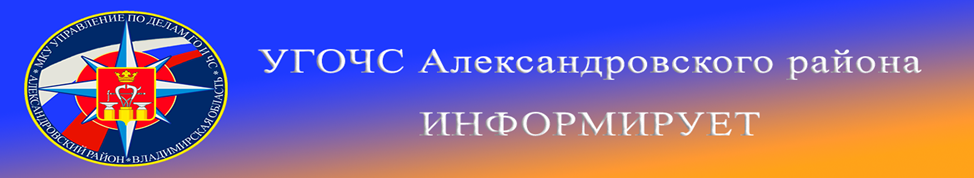 МКУ УПРАВЛЕНИЕ ПО ДЕЛАМ ГО И ЧС
АЛЕКСАНДРОВСКИЙ РАЙОН * ВЛАДИМИРСКАЯ ОБЛАСТЬ
УГОЧС Александровского района
ИНФОРМИРУЕТ